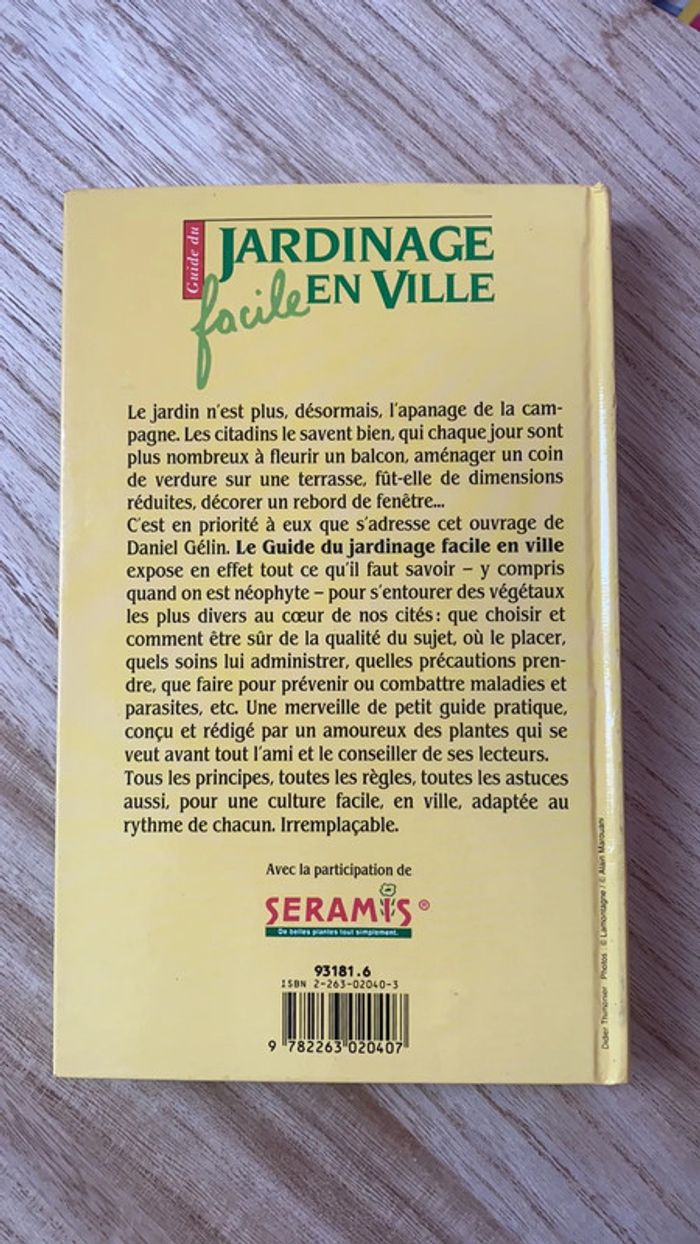 Guide du
JARDINAGE
facile EN VILLE
Le jardin n'est plus, désormais, l'apanage de la cam-
pagne. Les citadins le savent bien, qui chaque jour sont
plus nombreux à fleurir un balcon, aménager un coin
de verdure sur une terrasse, fût-elle de dimensions
réduites, décorer un rebord de fenêtre...
C'est en priorité à eux que s'adresse cet ouvrage de
Daniel Gélin. Le Guide du jardinage facile en ville
expose en effet tout ce qu'il faut savoir – y compris
quand on est néophyte – pour s'entourer des végétaux
les plus divers au cœur de nos cités : que choisir et
comment être sûr de la qualité du sujet, où le placer,
quels soins lui administrer, quelles précautions pren-
dre, que faire pour prévenir ou combattre maladies et
parasites, etc. Une merveille de petit guide pratique,
conçu et rédigé par un amoureux des plantes qui se
veut avant tout l'ami et le conseiller de ses lecteurs.
Tous les principes, toutes les règles, toutes les astuces
aussi, pour une culture facile, en ville, adaptée au
rythme de chacun. Irremplaçable.
Avec la participation de
SERAMIS®
De belles plantes tout simplement.
93181.6
ISBN 2-263-02040-3
9 782263 020407
Didier Thimonier Photos : © Lamontagne / © Alain Marouani